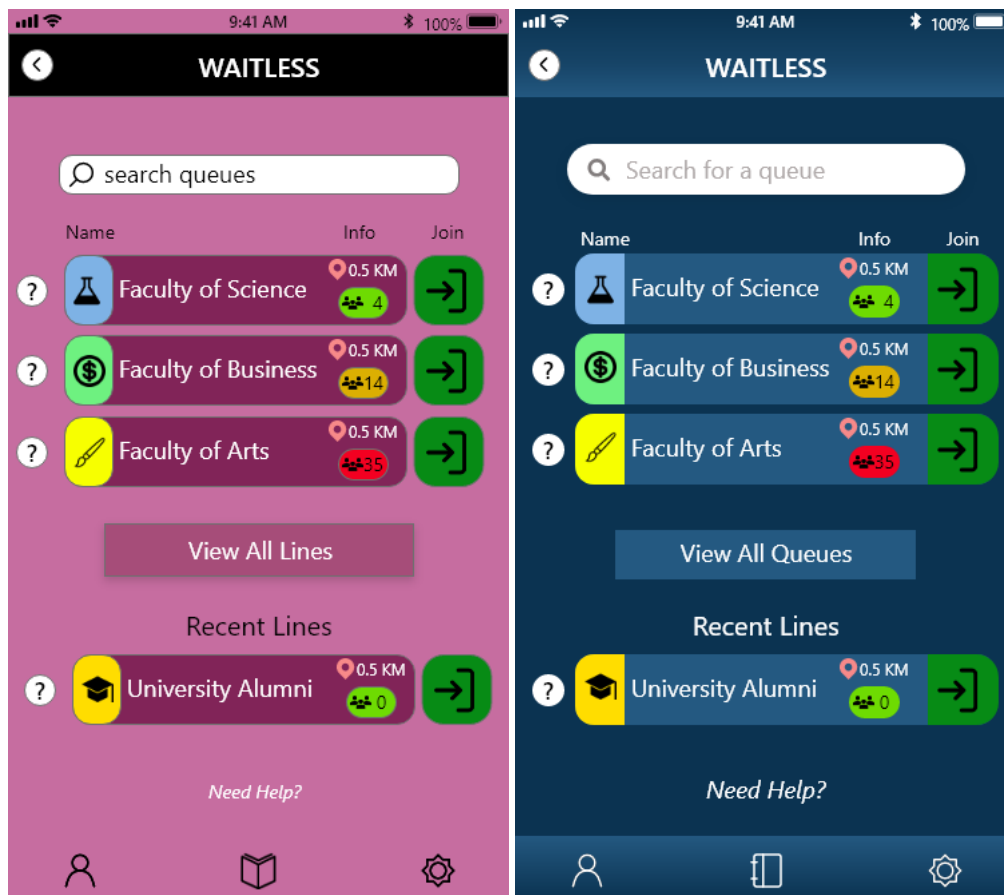 9:41 AM 100%
WAITLESS
search queues
Name Info Join
? Faculty of Science 0.5 KM
4
? Faculty of Business 0.5 KM
14
? Faculty of Arts 0.5 KM
35
View All Lines
Recent Lines
? University Alumni 0.5 KM
0
Need Help?
9:41 AM 100%
WAITLESS
Search for a queue
Name Info Join
? Faculty of Science 0.5 KM
4
? Faculty of Business 0.5 KM
14
? Faculty of Arts 0.5 KM
35
View All Queues
Recent Lines
? University Alumni 0.5 KM
0
Need Help?